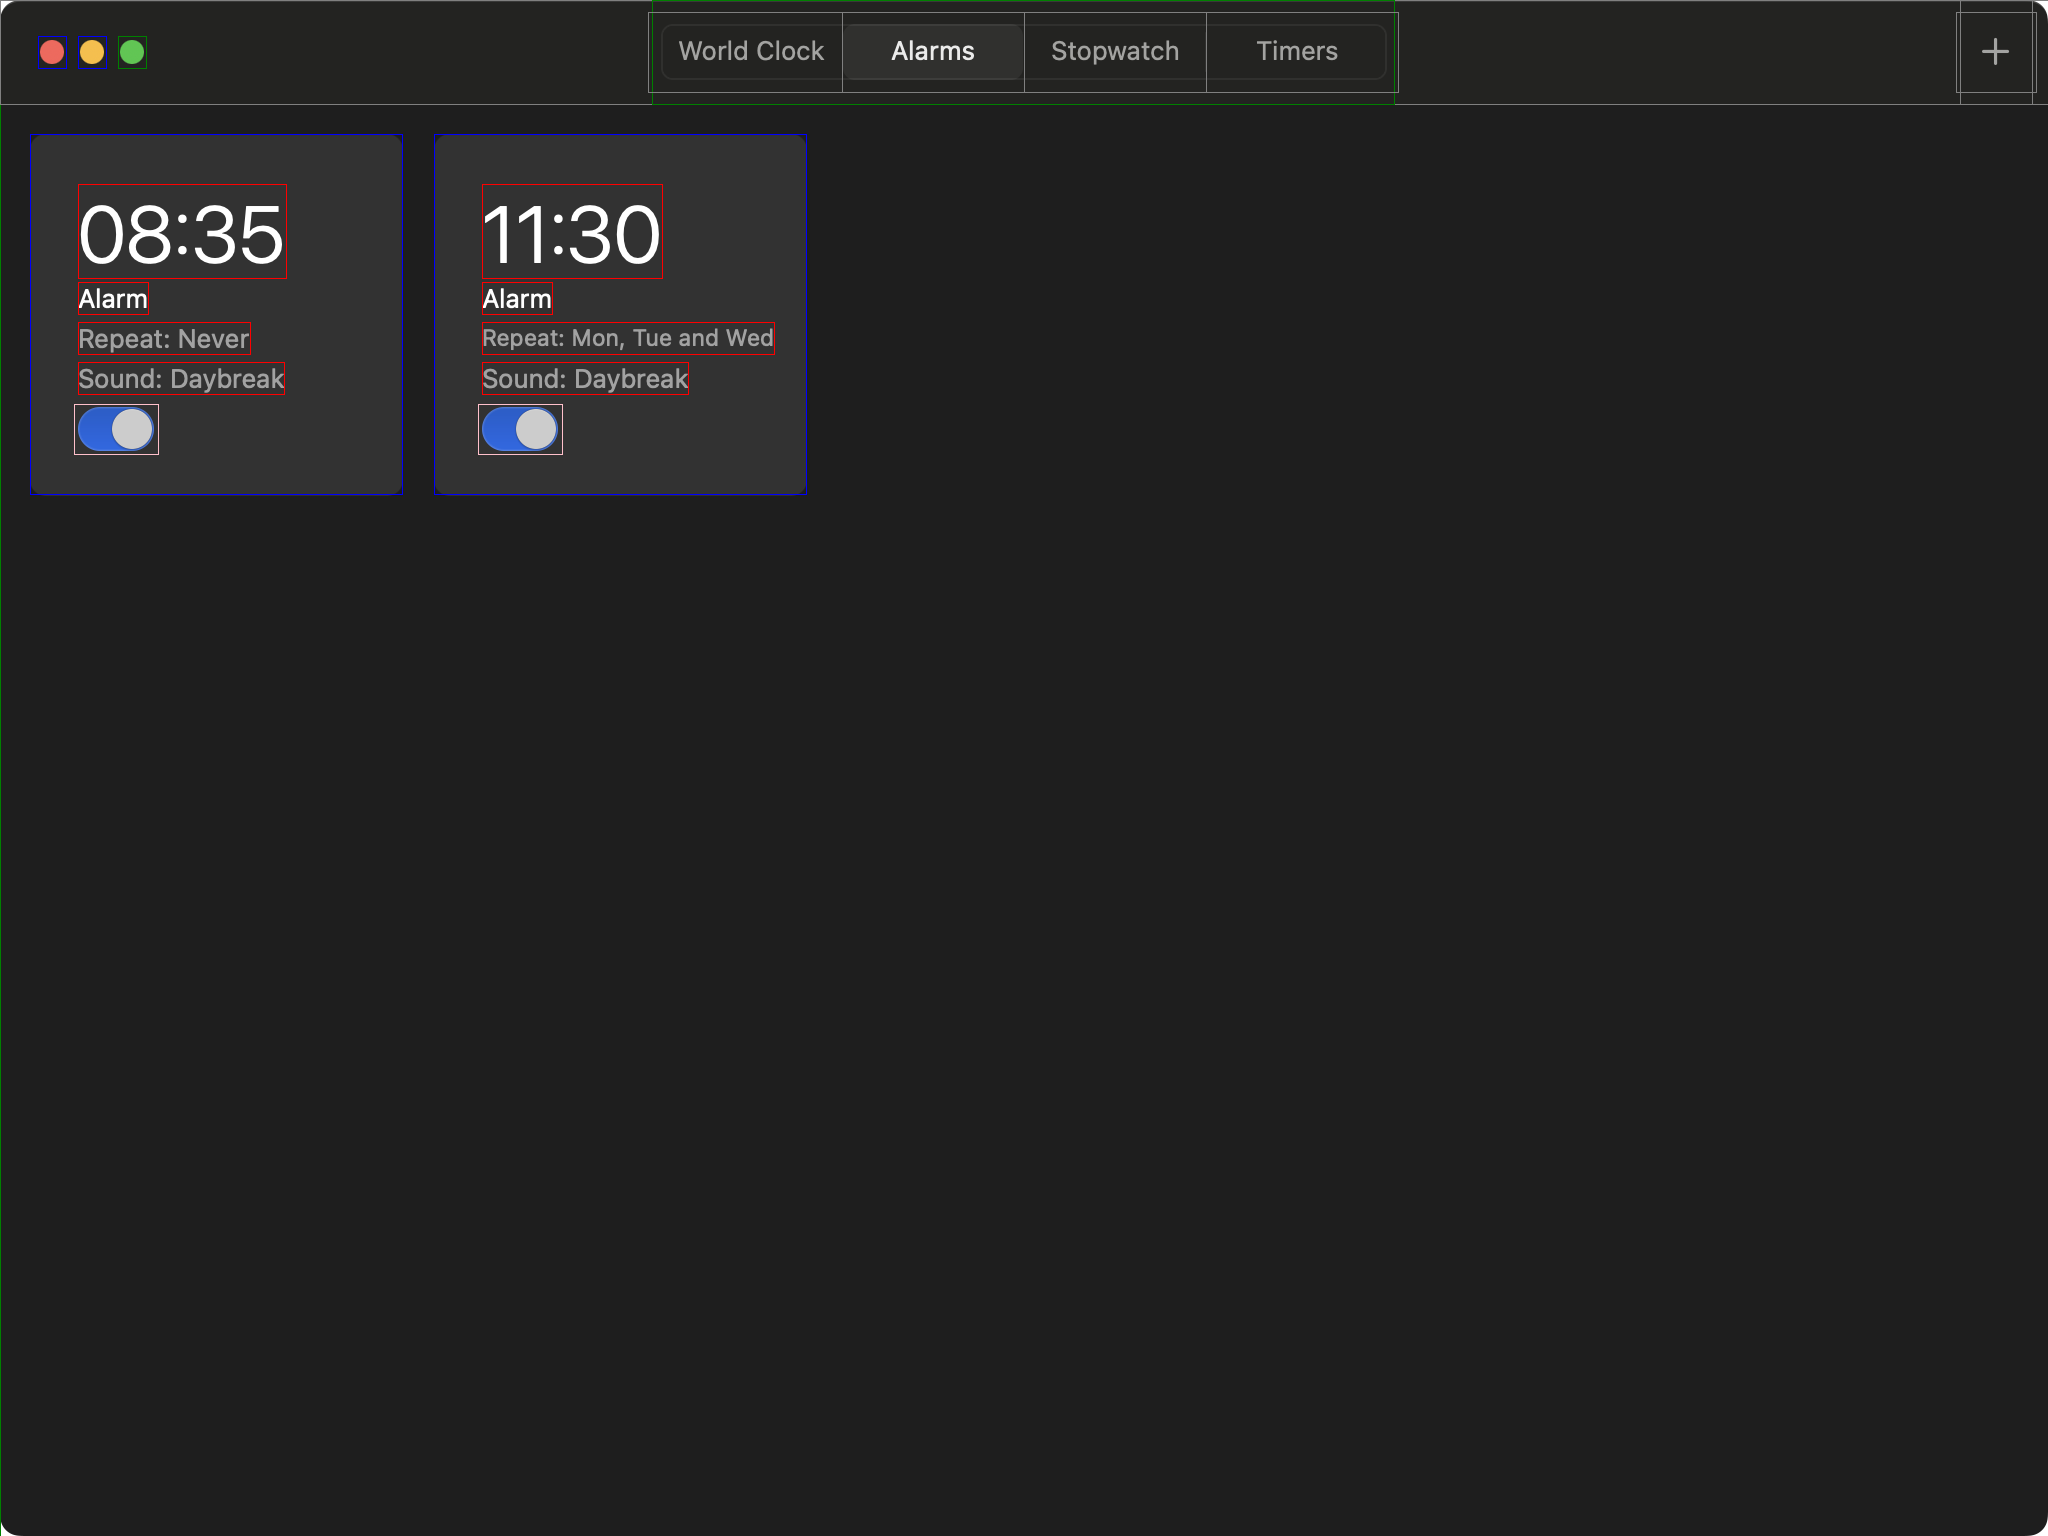 World Clock
Alarms
Stopwatch
Timers
08:35
Alarm
Repeat: Never
Sound: Daybreak
11:30
Alarm
Repeat: Mon, Tue and Wed
Sound: Daybreak